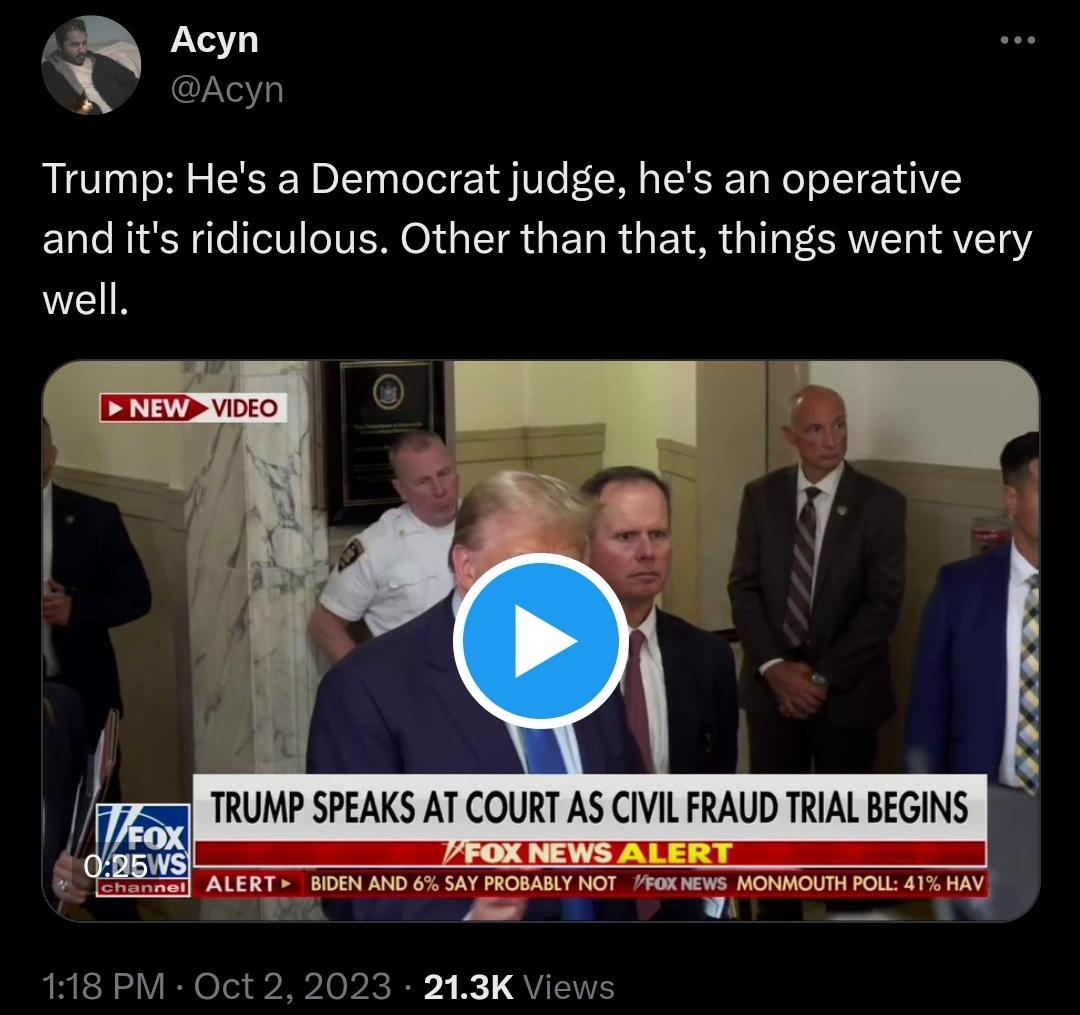 Acyn
@Acyn
Trump: He's a Democrat judge, he's an operative
and it's ridiculous. Other than that, things went very
well.
NEW VIDEO
TRUMP SPEAKS AT COURT AS CIVIL FRAUD TRIAL BEGINS
FOX
NEWS
channel
0:25
FOX NEWS ALERT
ALERT BIDEN AND 6% SAY PROBABLY NOT FOX NEWS MONMOUTH POLL: 41% HAV
1:18 PM · Oct 2, 2023 · 21.3K Views